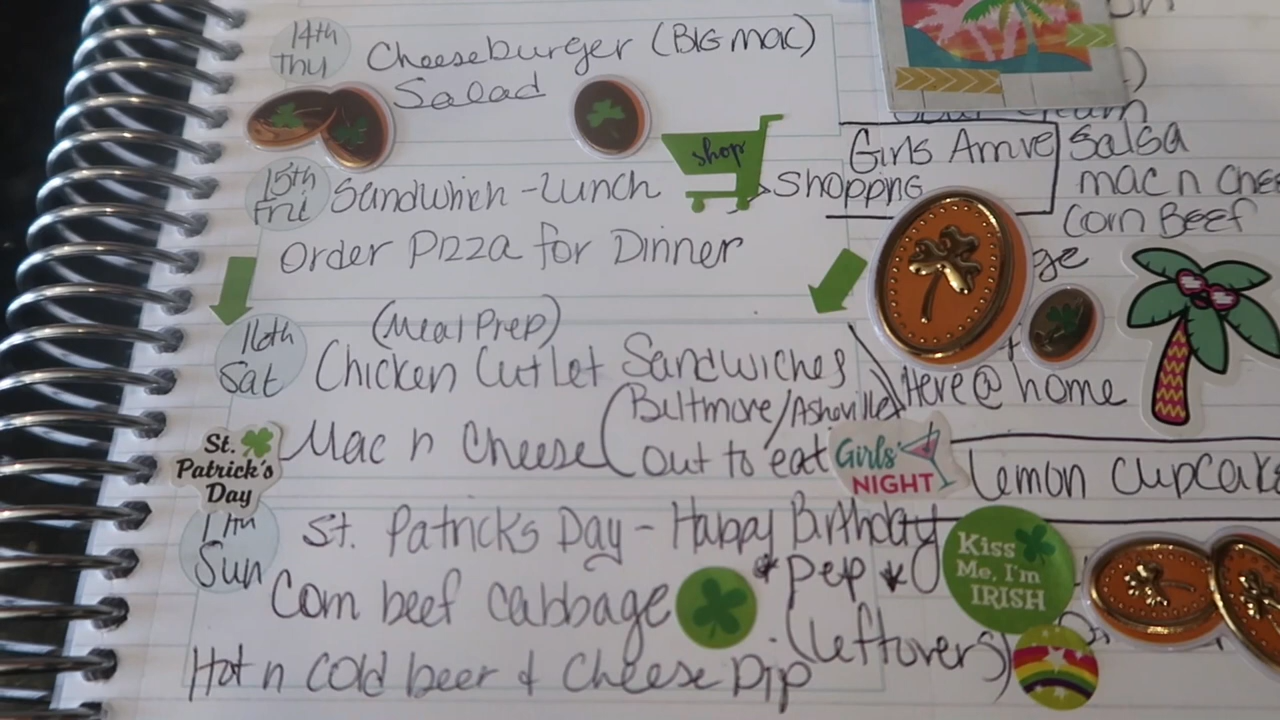 14th
Thu
Cheeseburger (BIG mac)
Salad
shop
Girls Arrive
Shopping
Salsa
mac n Chee
Corn Beef
15th
Fri
Sandwhich - Lunch
Order Pizza for Dinner
(Meal Prep)
16th
Sat
Chicken Cutlet Sandwiches
Mac n Cheese
(Biltmore/Asheville)
out to eat
Here @ home
Girls'
NIGHT
Lemon Cupcake
St.
Patrick's
Day
17th
Sun
St. Patricks Day - Happy Birthday
* Pep *
Corn beef cabbage
(leftovers)
Hot n cold beer & Cheese Dip
Kiss
Me, I'm
IRISH